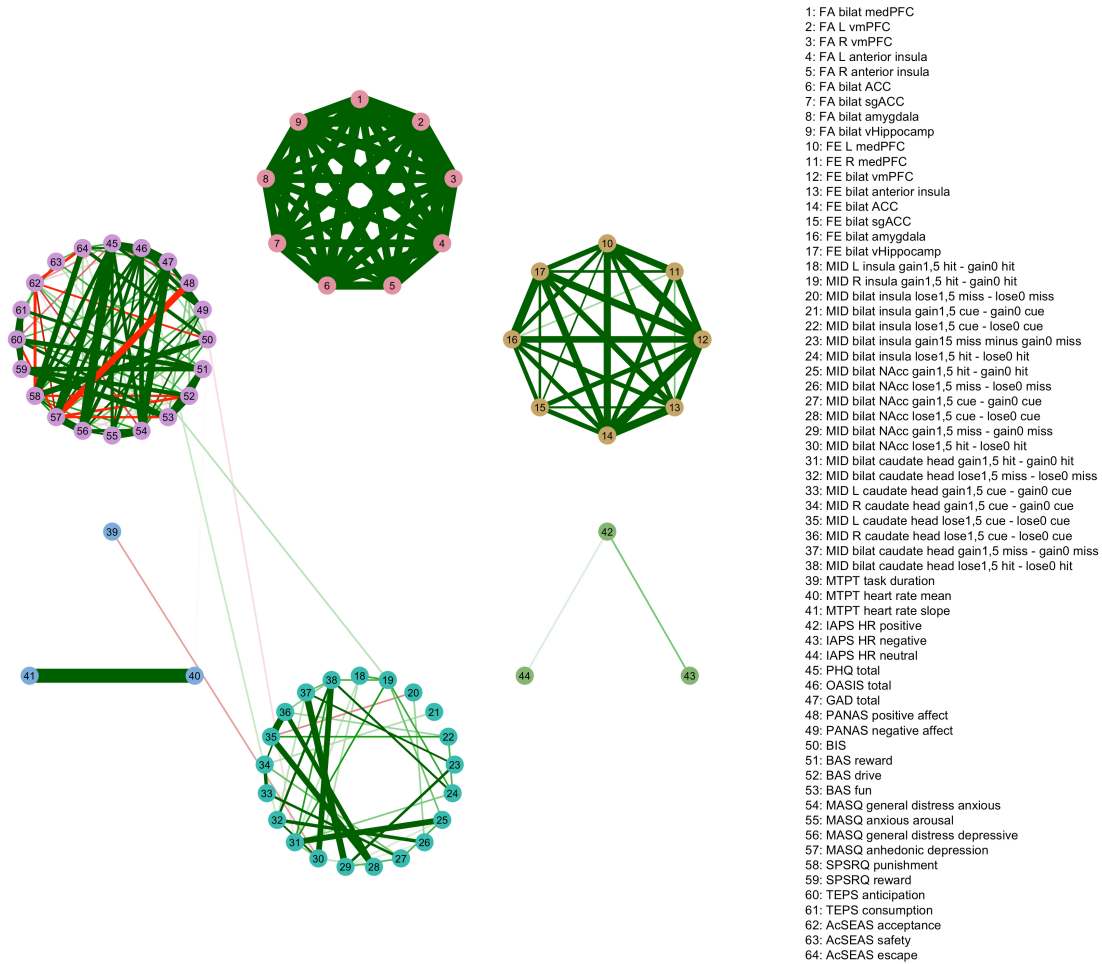 1: FA bilat medPFC
2: FA L vmPFC
3: FA R vmPFC
4: FA L anterior insula
5: FA R anterior insula
6: FA bilat ACC
7: FA bilat sgACC
8: FA bilat amygdala
9: FA bilat vHippocamp
10: FE L medPFC
11: FE R medPFC
12: FE bilat vmPFC
13: FE bilat anterior insula
14: FE bilat ACC
15: FE bilat sgACC
16: FE bilat amygdala
17: FE bilat vHippocamp
18: MID L insula gain1,5 hit - gain0 hit
19: MID R insula gain1,5 hit - gain0 hit
20: MID bilat insula lose1,5 miss - lose0 miss
21: MID bilat insula gain1,5 cue - gain0 cue
22: MID bilat insula lose1,5 cue - lose0 cue
23: MID bilat insula gain15 miss minus gain0 miss
24: MID bilat insula lose1,5 hit - lose0 hit
25: MID bilat NAcc gain1,5 hit - gain0 hit
26: MID bilat NAcc lose1,5 miss - lose0 miss
27: MID bilat NAcc gain1,5 cue - gain0 cue
28: MID bilat NAcc lose1,5 cue - lose0 cue
29: MID bilat NAcc gain1,5 miss - gain0 miss
30: MID bilat NAcc lose1,5 hit - lose0 hit
31: MID bilat caudate head gain1,5 hit - gain0 hit
32: MID bilat caudate head lose1,5 miss - lose0 miss
33: MID L caudate head gain1,5 cue - gain0 cue
34: MID R caudate head gain1,5 cue - gain0 cue
35: MID L caudate head lose1,5 cue - lose0 cue
36: MID R caudate head lose1,5 cue - lose0 cue
37: MID bilat caudate head gain1,5 miss - gain0 miss
38: MID bilat caudate head lose1,5 hit - lose0 hit
39: MTPT task duration
40: MTPT heart rate mean
41: MTPT heart rate slope
42: IAPS HR positive
43: IAPS HR negative
44: IAPS HR neutral
45: PHQ total
46: OASIS total
47: GAD total
48: PANAS positive affect
49: PANAS negative affect
50: BIS
51: BAS reward
52: BAS drive
53: BAS fun
54: MASQ general distress anxious
55: MASQ anxious arousal
56: MASQ general distress depressive
57: MASQ anhedonic depression
58: SPSRQ punishment
59: SPSRQ reward
60: TEPS anticipation
61: TEPS consumption
62: AcSEAS acceptance
63: AcSEAS safety
64: AcSEAS escape
1
2
3
4
5
6
7
8
9
10
11
12
13
14
15
16
17
18
19
20
21
22
23
24
25
26
27
28
29
30
31
32
33
34
35
36
37
38
39
40
41
42
43
44
45
46
47
48
49
50
51
52
53
54
55
56
57
58
59
60
61
62
63
64